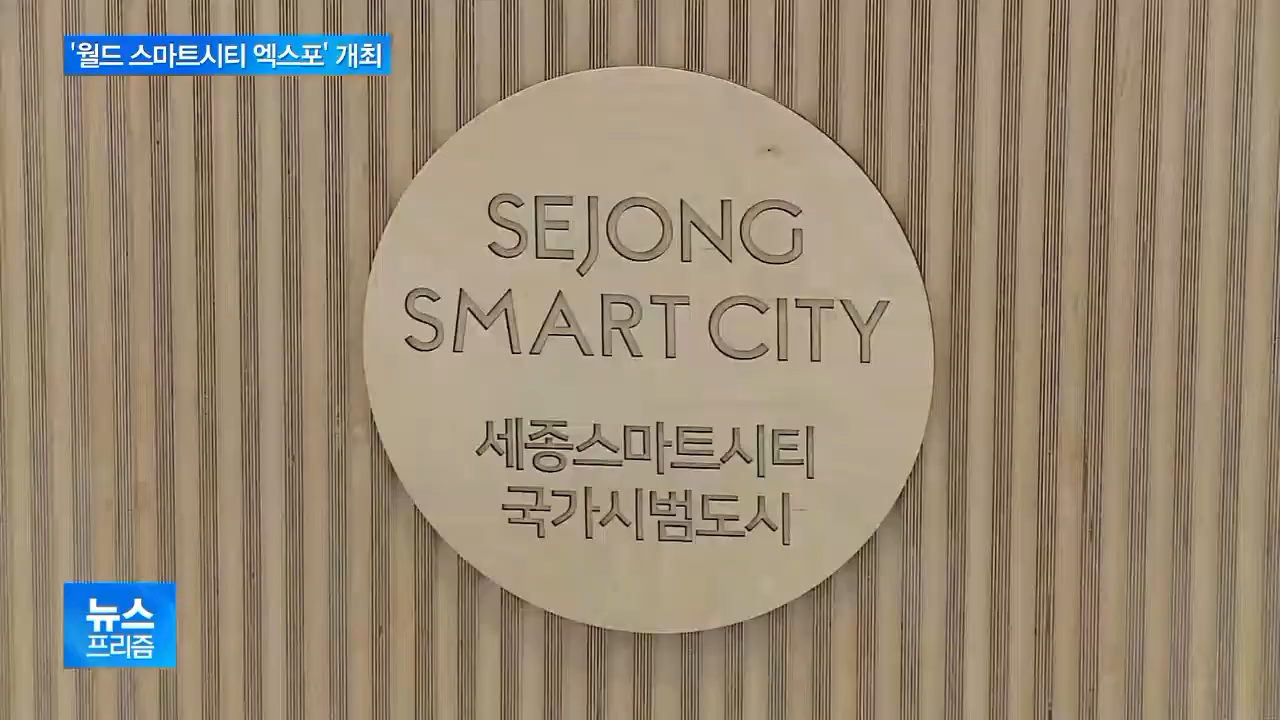 '월드 스마트시티 엑스포' 개최
SEJONG
SMART CITY
세종스마트시티
국가시범도시
뉴스
프리즘